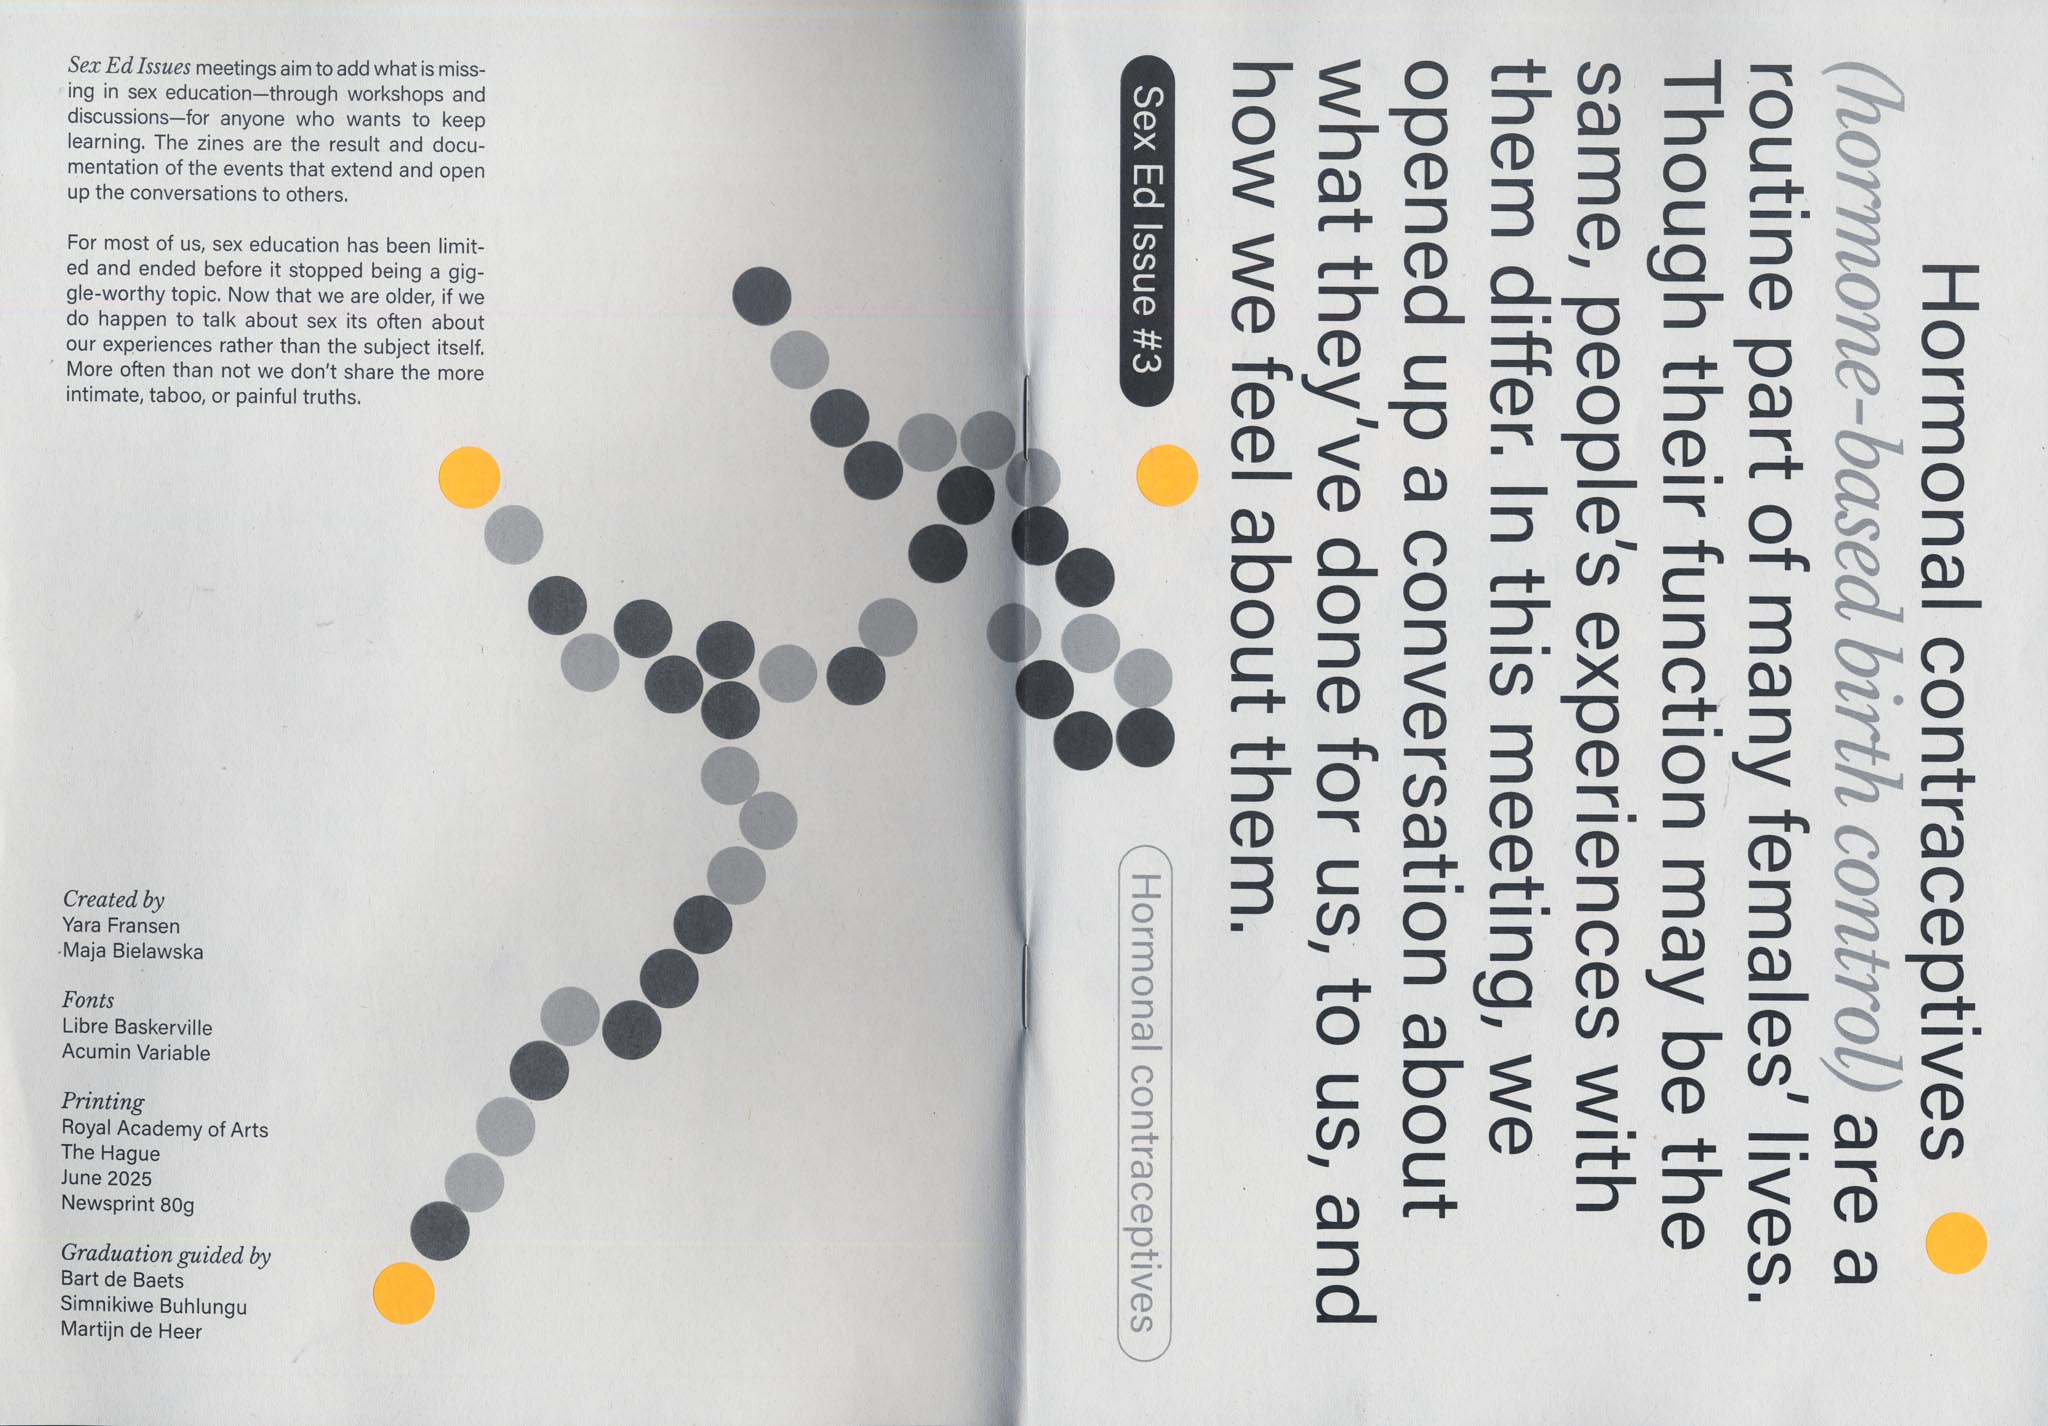 Sex Ed Issues meetings aim to add what is miss-
ing in sex education—through workshops and
discussions—for anyone who wants to keep
learning. The zines are the result and docu-
mentation of the events that extend and open
up the conversations to others.
For most of us, sex education has been limit-
ed and ended before it stopped being a gig-
gle-worthy topic. Now that we are older, if we
do happen to talk about sex its often about
our experiences rather than the subject itself.
More often than not we don’t share the more
intimate, taboo, or painful truths.
Created by
Yara Fransen
Maja Bielawska
Fonts
Libre Baskerville
Acumin Variable
Printing
Royal Academy of Arts
The Hague
June 2025
Newsprint 80g
Graduation guided by
Bart de Baets
Simnikiwe Buhlungu
Martijn de Heer
Hormonal contraceptives
(hormone-based birth control) are a
routine part of many females’ lives.
Though their function may be the
same, people’s experiences with
them differ. In this meeting, we
opened up a conversation about
what they’ve done for us, to us, and
how we feel about them.
Sex Ed Issue #3
Hormonal contraceptives